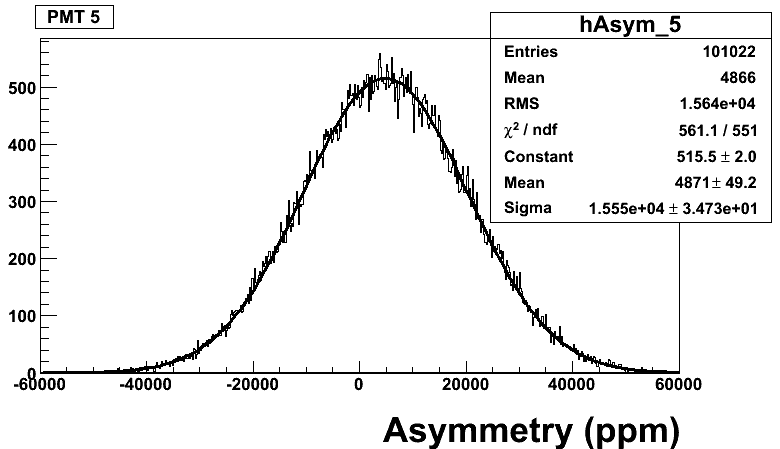 PMT 5
hAsym_5
Entries 101022
Mean 4866
RMS 1.564e+04
χ² / ndf 561.1 / 551
Constant 515.5 ± 2.0
Mean 4871± 49.2
Sigma 1.555e+04 ± 3.473e+01
500
400
300
200
100
0
-60000 -40000 -20000 0 20000 40000 60000
Asymmetry (ppm)